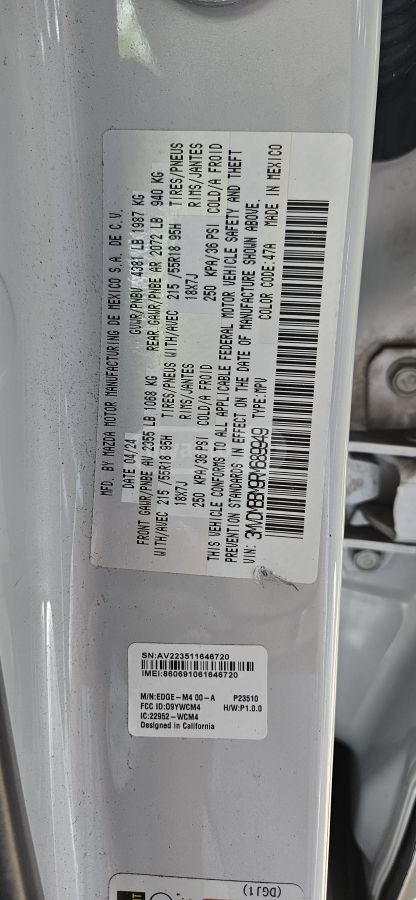 MFD. BY MAZDA MOTOR MANUFACTURING DE MEXICO S.A. DE C.V.
DATE 04/24 GVWR/PNBV 4381 LB 1987 KG
FRONT GAWR/PNBE AV 2355 LB 1068 KG REAR GAWR/PNBE AR 2072 LB 940 KG
WITH/AVEC 215 /55R18 95H TIRES/PNEUS WITH/AVEC 215 /55R18 95H TIRES/PNEUS
18X7J RIMS/JANTES 18X7J RIMS/JANTES
250 KPA/36 PSI COLD/A FROID 250 KPA/36 PSI COLD/A FROID
THIS VEHICLE CONFORMS TO ALL APPLICABLE FEDERAL MOTOR VEHICLE SAFETY AND THEFT
PREVENTION STANDARDS IN EFFECT ON THE DATE OF MANUFACTURE SHOWN ABOVE.
VIN: TYPE:MPV COLOR CODE:47A MADE IN MEXICO
SN:AV223511646720
IMEI:860691061646720
M/N:EDGE-M4 00-A P23510
FCC ID:O9YWCM4 H/W:P1.0.0
IC:22952-WCM4
Designed in California
(DGJ1)